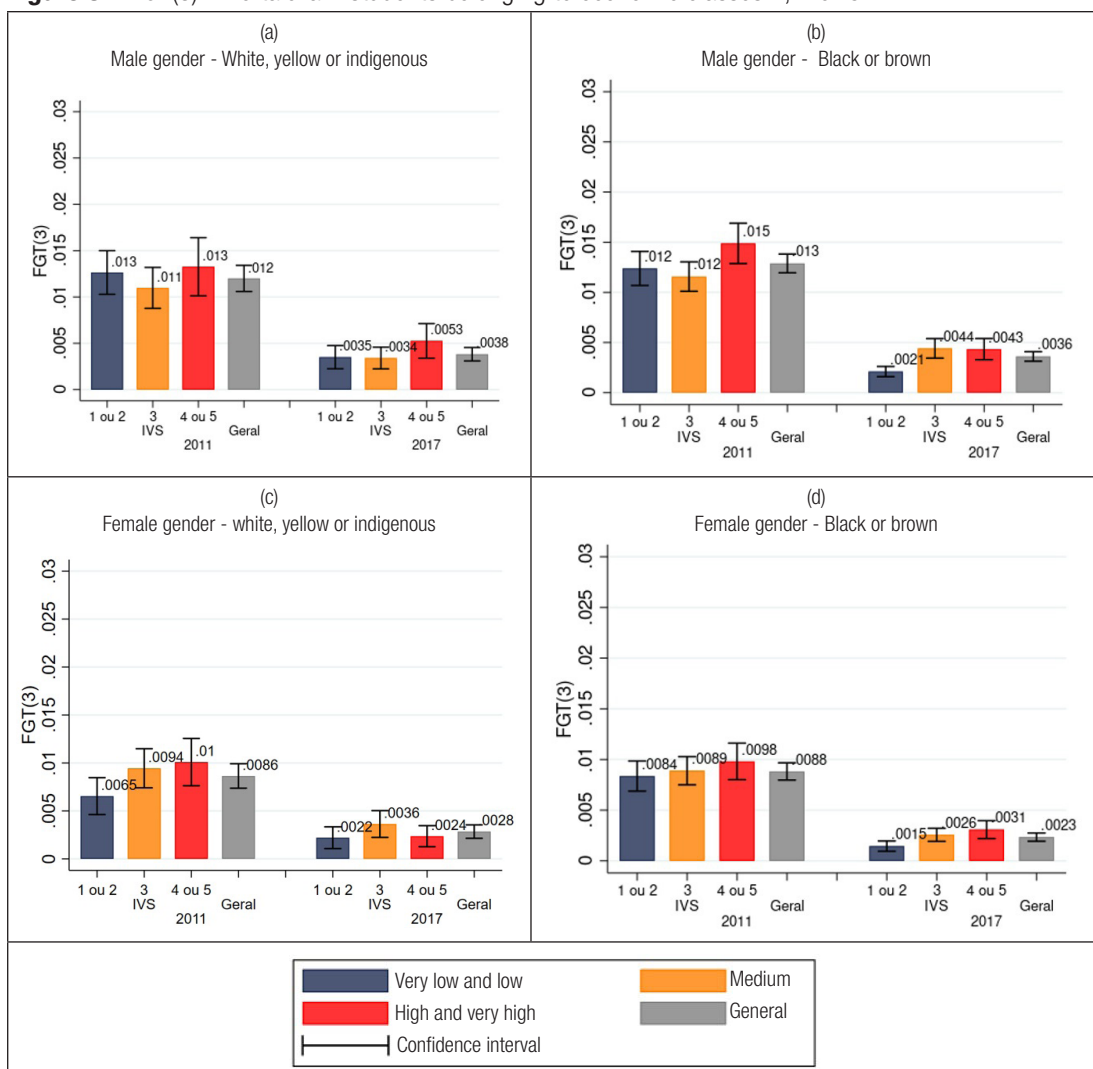 students belonging to
(a)
Male gender - White, yellow or indigenous
FGT(3)
.03
.025
.02
.015
.01
.005
0
.013
.011
.013
.012
.0035
.0034
.0053
.0038
1 ou 2 3 4 ou 5 1 ou 2 3 4 ou 5
IVS Geral IVS Geral
2011 2017
(b)
Male gender - Black or brown
FGT(3)
.03
.025
.02
.015
.01
.005
0
.012
.012
.015
.013
.0021
.0044
.0043
.0036
1 ou 2 3 4 ou 5 1 ou 2 3 4 ou 5
IVS Geral IVS Geral
2011 2017
(c)
Female gender - white, yellow or indigenous
FGT(3)
.03
.025
.02
.015
.01
.005
0
.0065
.0094
.01
.0086
.0022
.0036
.0024
.0028
1 ou 2 3 4 ou 5 1 ou 2 3 4 ou 5
IVS Geral IVS Geral
2011 2017
(d)
Female gender - Black or brown
FGT(3)
.03
.025
.02
.015
.01
.005
0
.0084
.0089
.0098
.0088
.0015
.0026
.0031
.0023
1 ou 2 3 4 ou 5 1 ou 2 3 4 ou 5
IVS Geral IVS Geral
2011 2017
Very low and low Medium
High and very high General
Confidence interval